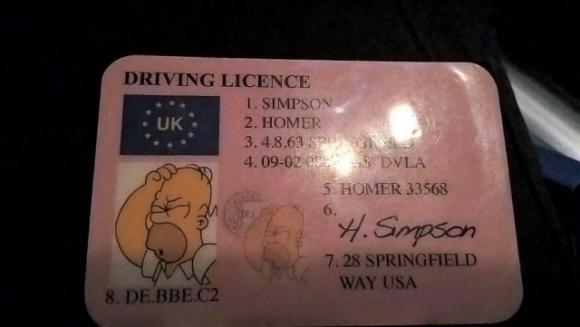 DRIVING LICENCE
UK
1. SIMPSON
2. HOMER
3. 4.8.63 SPRINGFIELD
4. 09-02 DVLA
5. HOMER 33568
6.
H. Simpson
7. 28 SPRINGFIELD
WAY USA
8. DE.BBE.C2